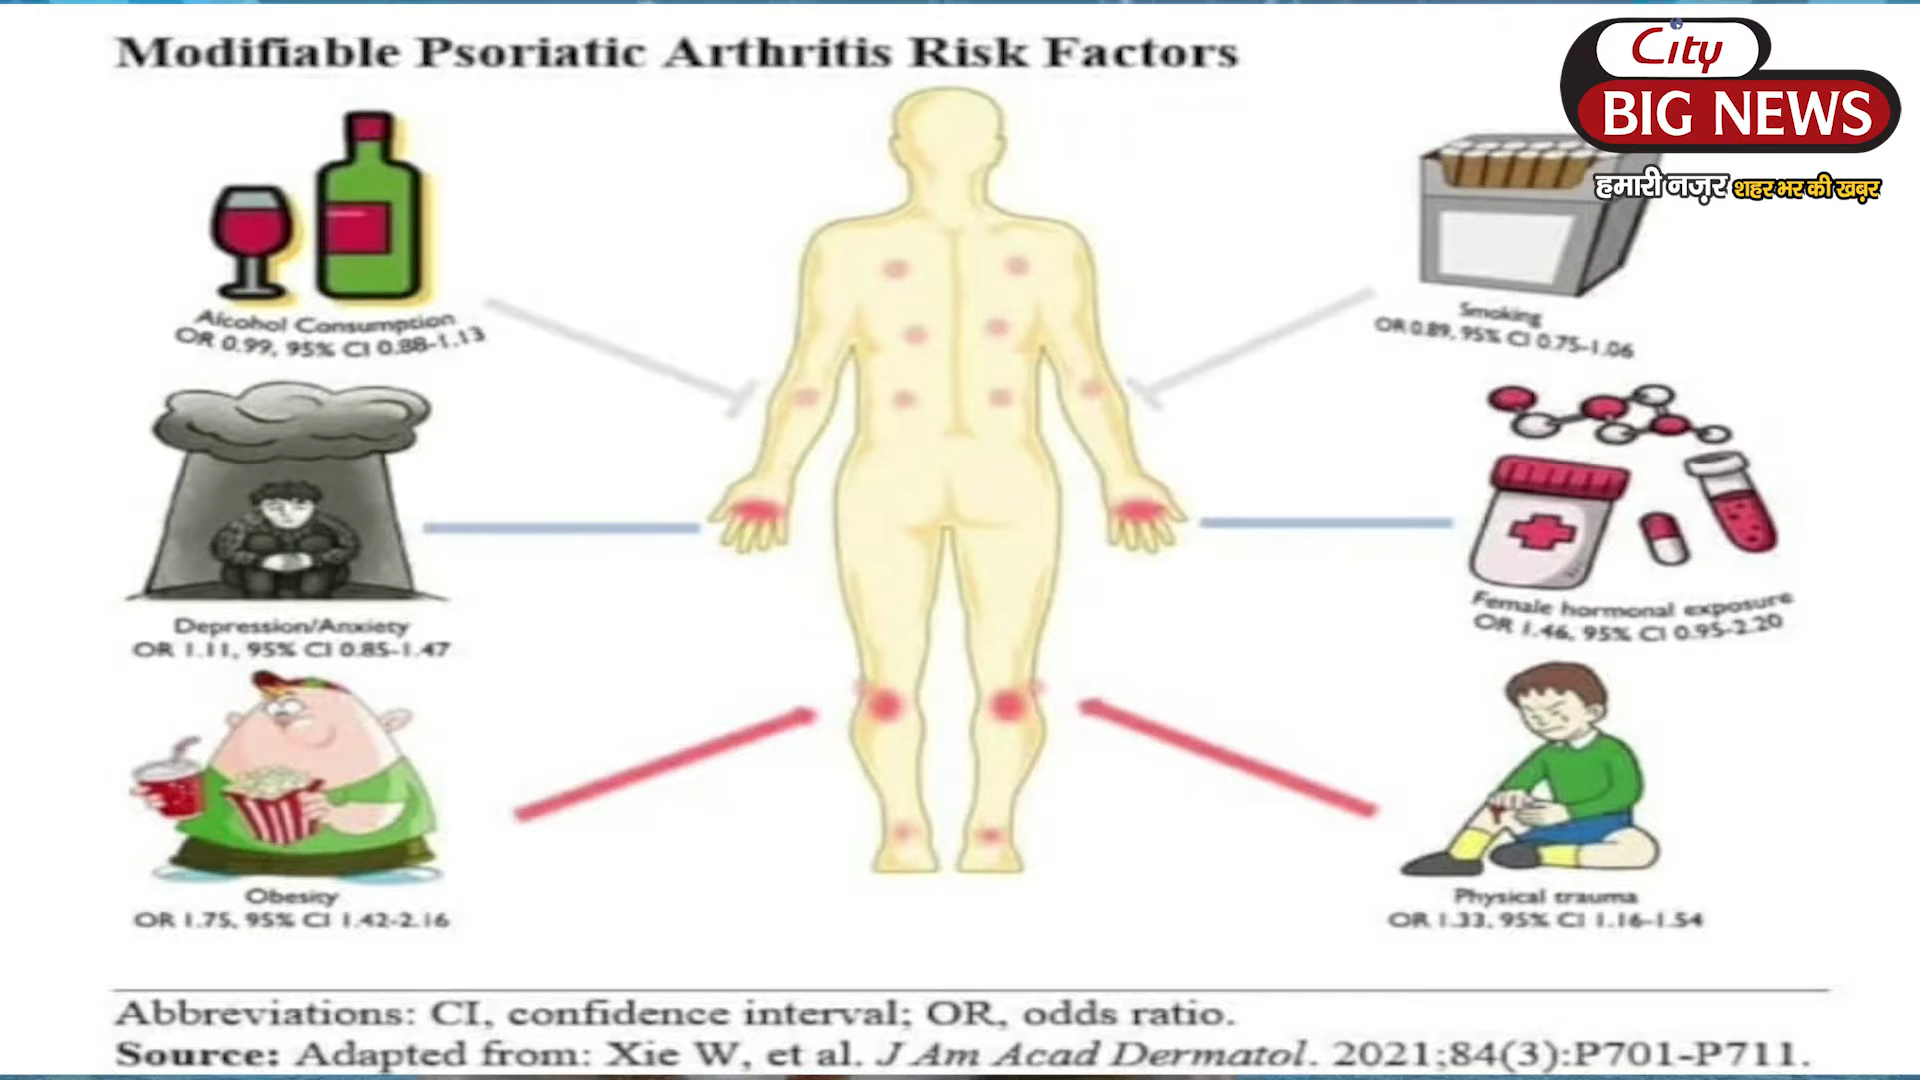 Modifiable Psoriatic Arthritis Risk Factors
City
BIG NEWS
हमारी नज़र शहर भर की खब़र
Alcohol Consumption
OR 0.99, 95% CI 0.88-1.13
Smoking
OR 0.89, 95% CI 0.75-1.06
Depression/Anxiety
OR 1.11, 95% CI 0.85-1.47
Female hormonal exposure
OR 1.46, 95% CI 0.95-2.20
Obesity
OR 1.75, 95% CI 1.42-2.16
Physical trauma
OR 1.33, 95% CI 1.16-1.54
Abbreviations: CI, confidence interval; OR, odds ratio.
Source: Adapted from: Xie W, et al. J Am Acad Dermatol. 2021;84(3):P701-P711.